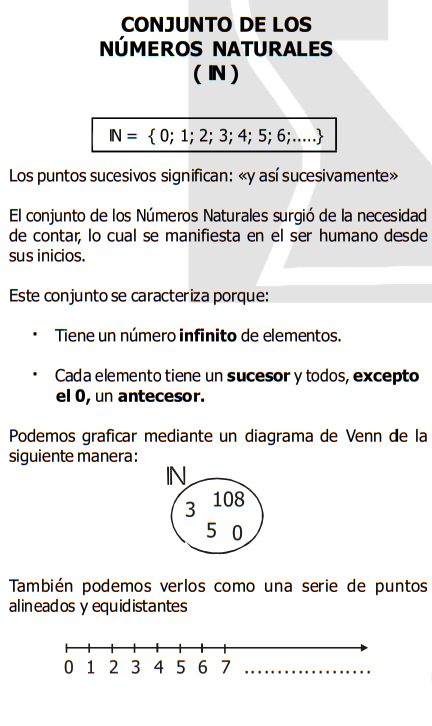 CONJUNTO DE LOS
NÚMEROS NATURALES
( ℕ )
ℕ = { 0; 1; 2; 3; 4; 5; 6;.....}
Los puntos sucesivos significan: «y así sucesivamente»
El conjunto de los Números Naturales surgió de la necesidad
de contar, lo cual se manifiesta en el ser humano desde
sus inicios.
Este conjunto se caracteriza porque:
· Tiene un número infinito de elementos.
· Cada elemento tiene un sucesor y todos, excepto
el 0, un antecesor.
Podemos graficar mediante un diagrama de Venn de la
siguiente manera:
ℕ
3 108
5 0
También podemos verlos como una serie de puntos
alineados y equidistantes
0 1 2 3 4 5 6 7 ...................